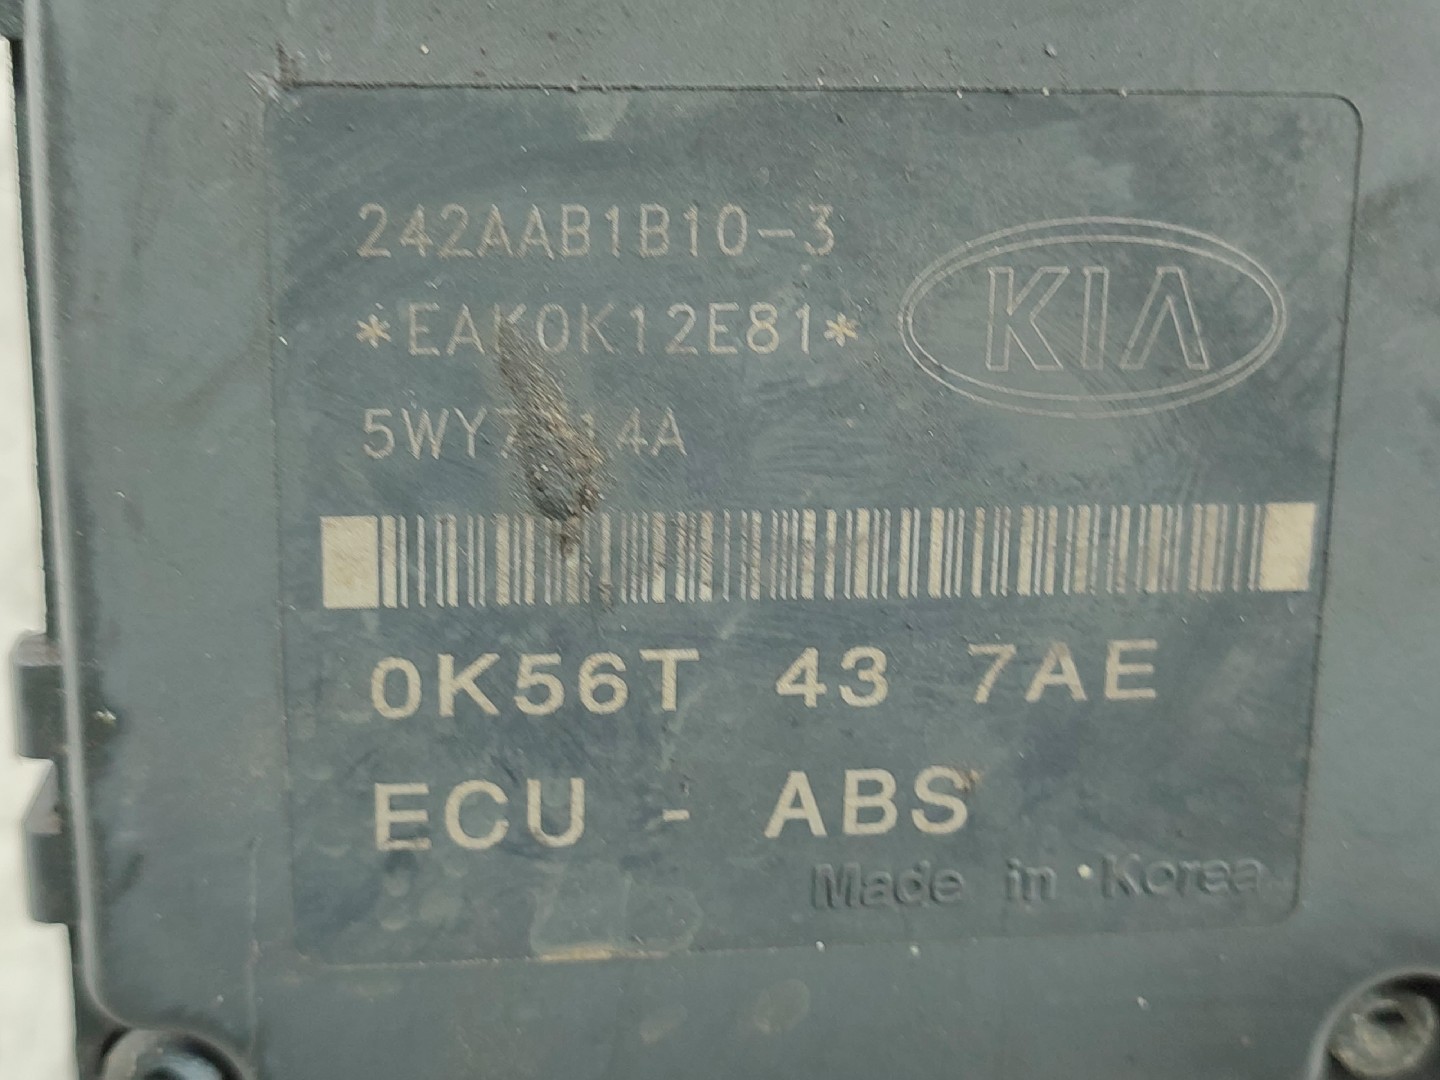 242AAB1B10-3
*EAK0K12E81*
KIA
0K56T 43 7AE
ECU - ABS
Made in Korea